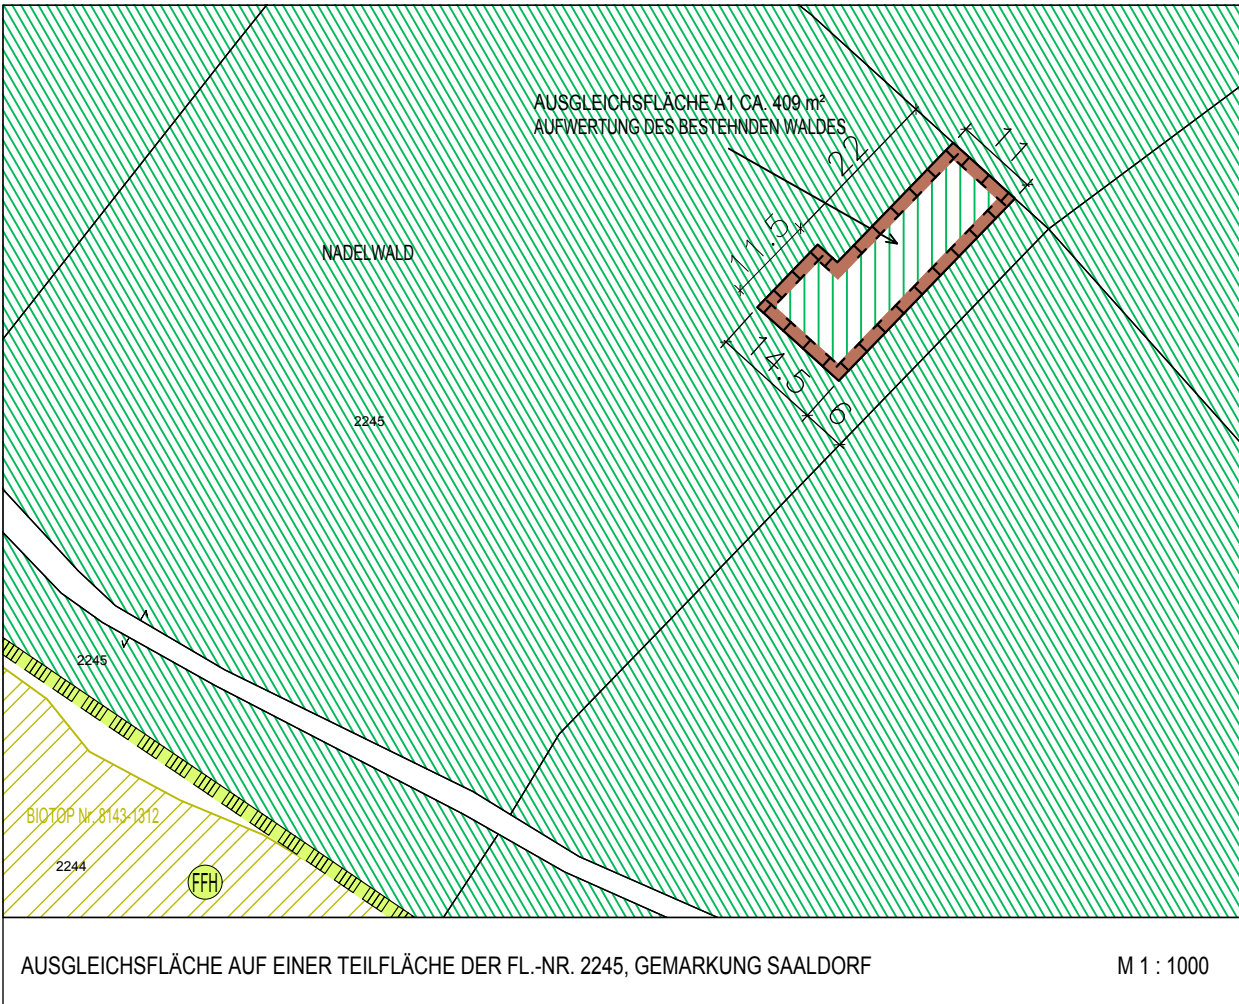 AUSGLEICHSFLÄCHE A1 CA. 409 m²
AUFWERTUNG DES BESTEHNDEN WALDES
11
22
11.5
NADELWALD
14.5
6
2245
2245
BIOTOP Nr. 8143-1312
2244
FFH
AUSGLEICHSFLÄCHE AUF EINER TEILFLÄCHE DER FL.-NR. 2245, GEMARKUNG SAALDORF
M 1 : 1000